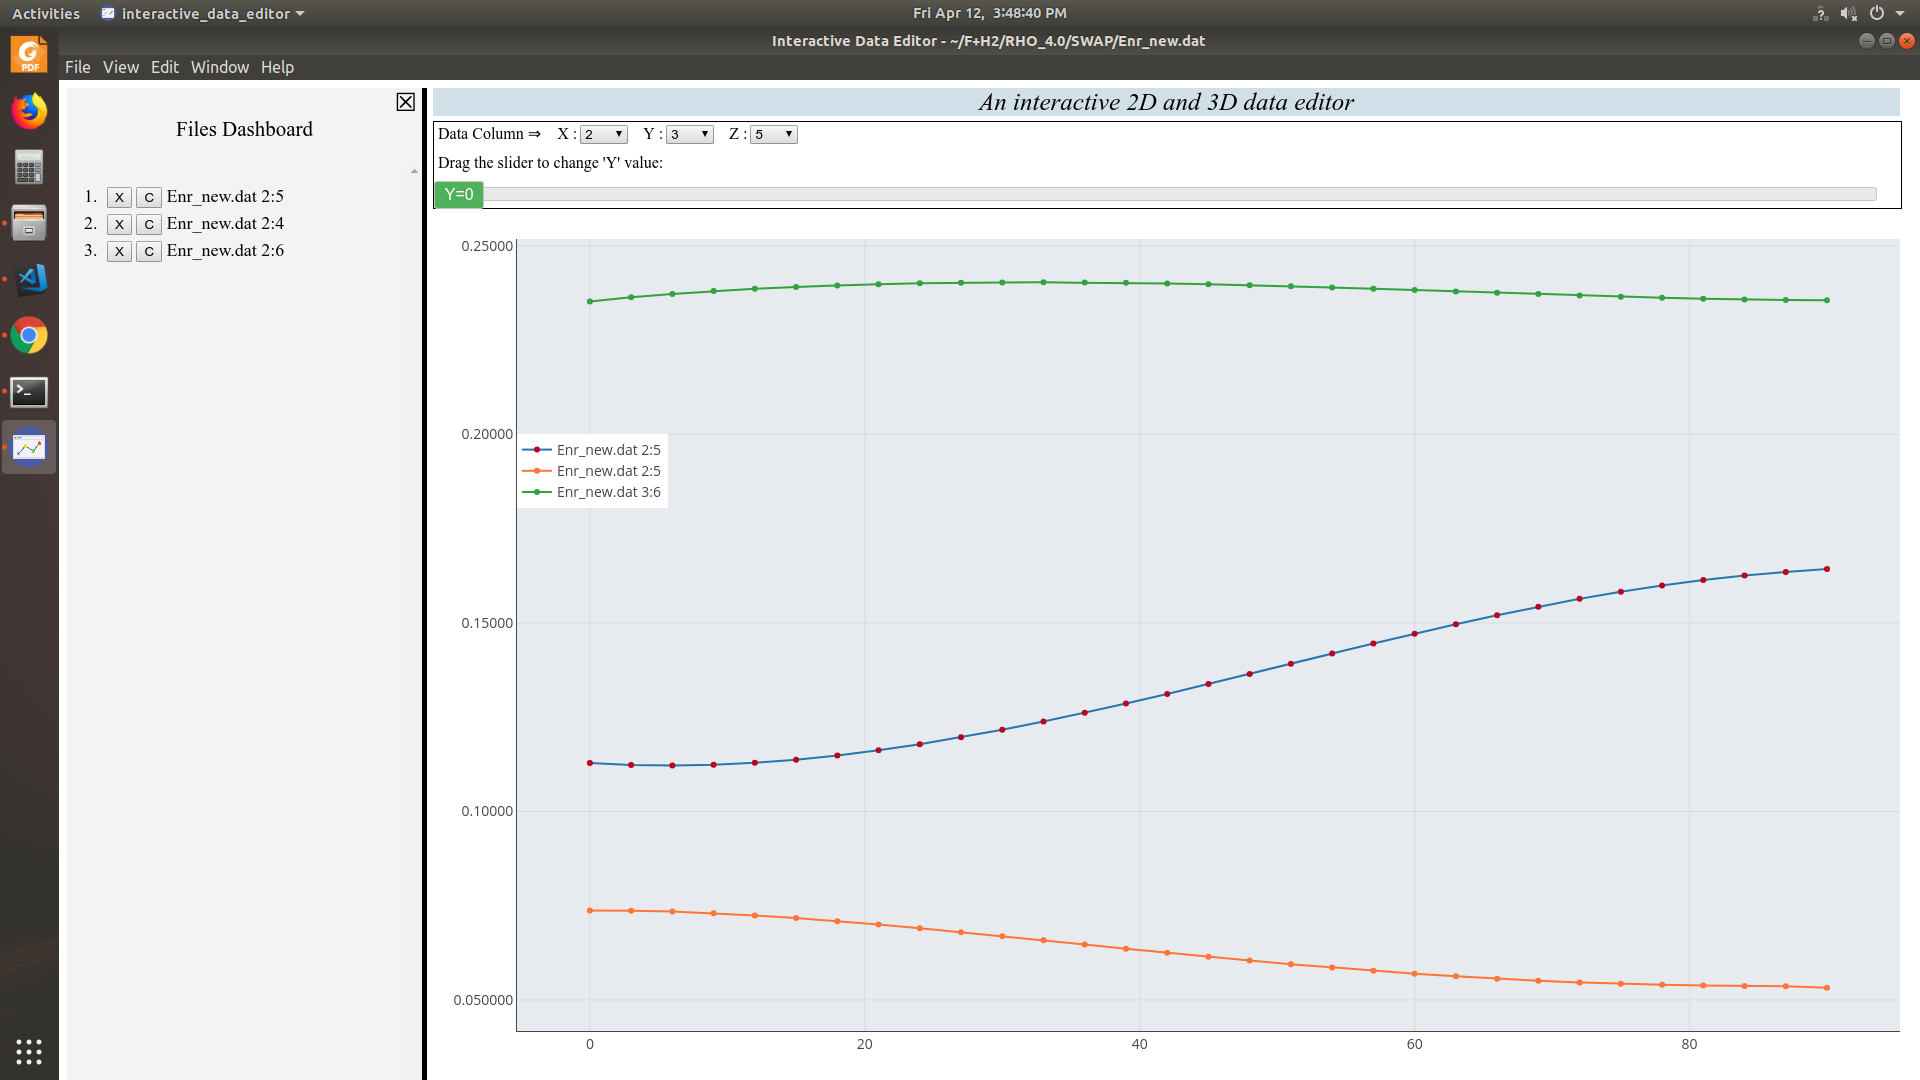 Activities
interactive_data_editor
Fri Apr 12, 3:48:40 PM
Interactive Data Editor - ~/F+H2/RHO_4.0/SWAP/Enr_new.dat
PDF
File View Edit Window Help
Files Dashboard
1. X C Enr_new.dat 2:5
2. X C Enr_new.dat 2:4
3. X C Enr_new.dat 2:6
An interactive 2D and 3D data editor
Data Column ⇒ X : 2 Y : 3 Z : 5
Drag the slider to change 'Y' value:
Y=0
0.25000
0.20000
0.15000
0.10000
0.050000
Enr_new.dat 2:5
Enr_new.dat 2:5
Enr_new.dat 3:6
0 20 40 60 80